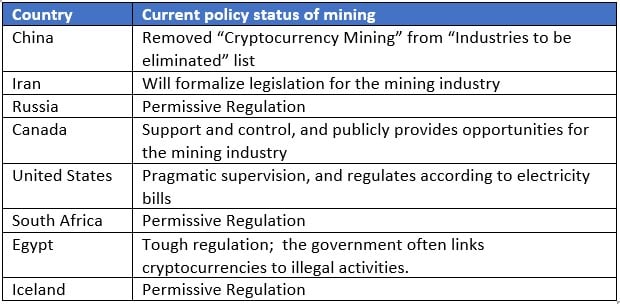 Country Current policy status of mining
China Removed “Cryptocurrency Mining” from “Industries to be
eliminated” list
Iran Will formalize legislation for the mining industry
Russia Permissive Regulation
Canada Support and control, and publicly provides opportunities for
the mining industry
United States Pragmatic supervision, and regulates according to electricity
bills
South Africa Permissive Regulation
Egypt Tough regulation;  the government often links
cryptocurrencies to illegal activities.
Iceland Permissive Regulation